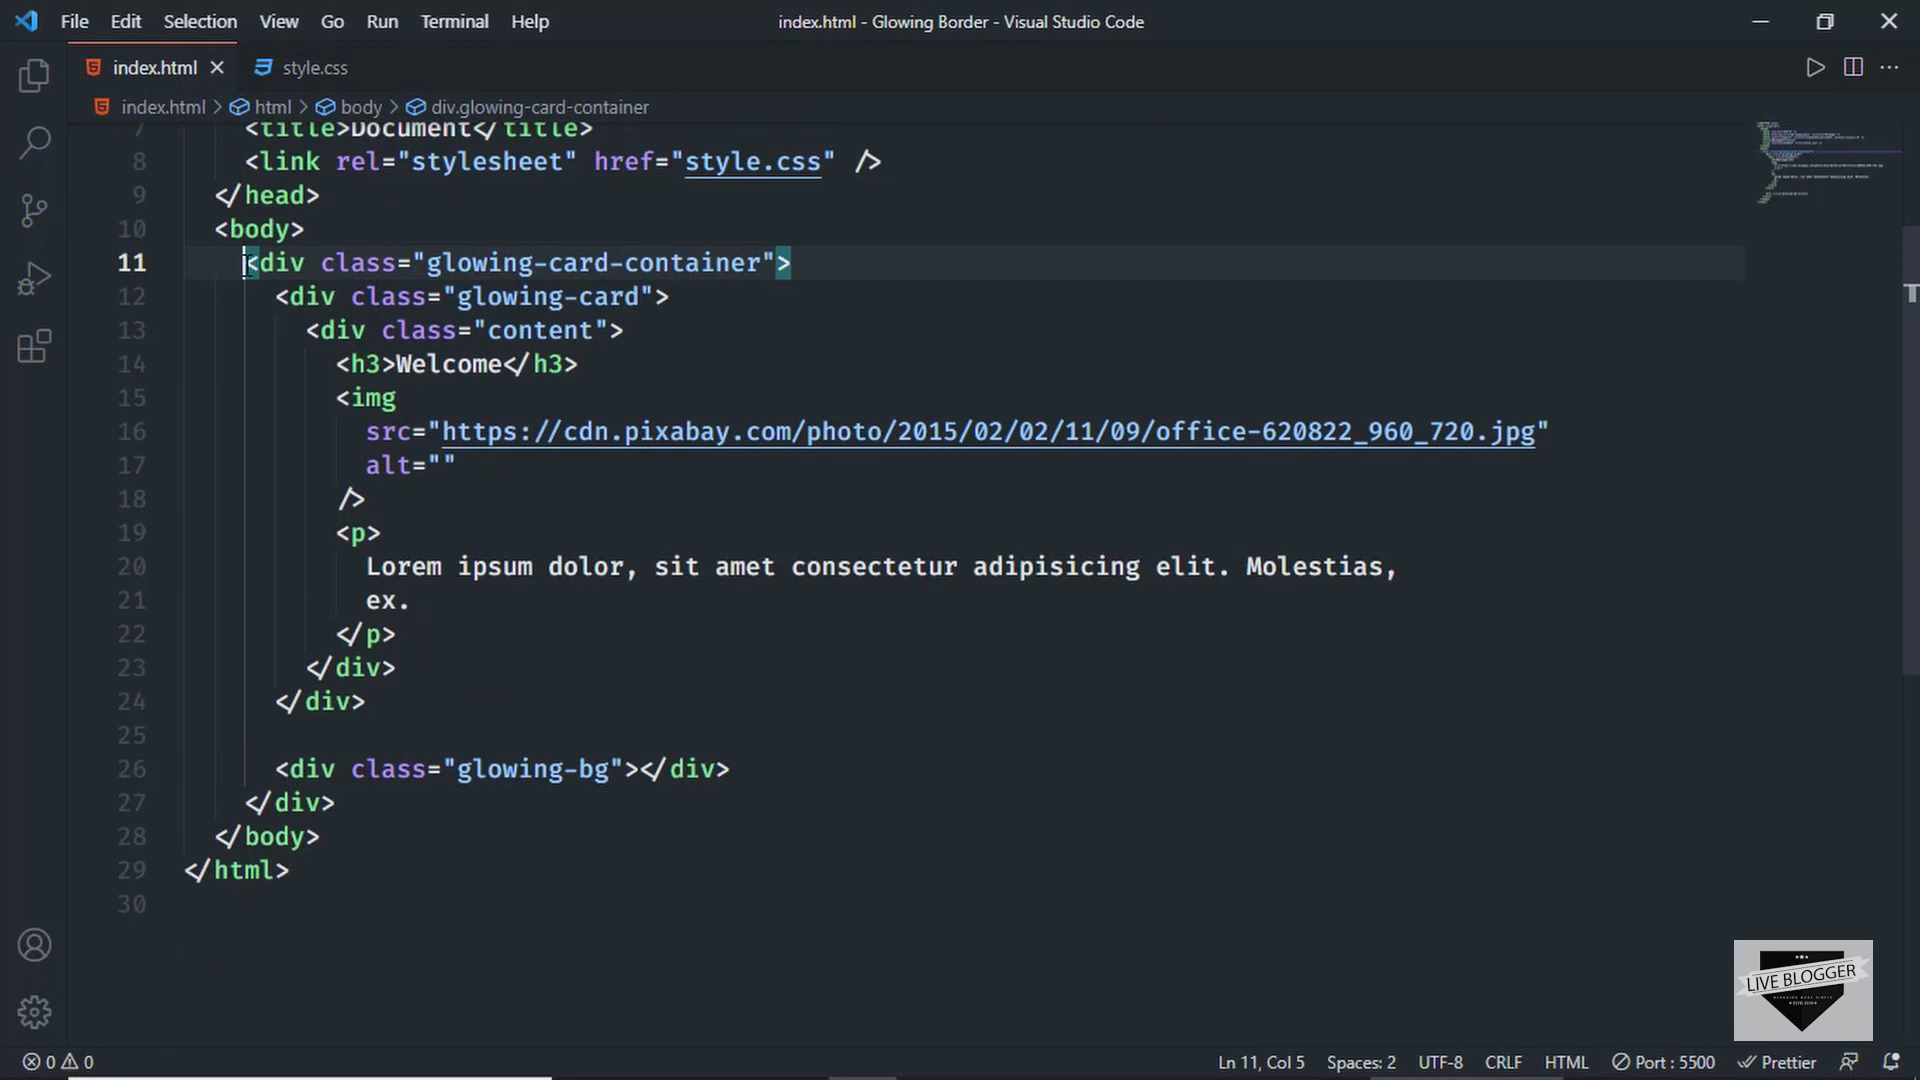 File Edit Selection View Go Run Terminal Help
index.html - Glowing Border - Visual Studio Code
index.html style.css
index.html > html > body > div.glowing-card-container
7 <title>Document</title>
8 <link rel="stylesheet" href="style.css" />
9 </head>
10 <body>
11 <div class="glowing-card-container">
12 <div class="glowing-card">
13 <div class="content">
14 <h3>Welcome</h3>
15 <img
16 src="https://cdn.pixabay.com/photo/2015/02/02/11/09/office-620822_960_720.jpg"
17 alt=""
18 />
19 <p>
20 Lorem ipsum dolor, sit amet consectetur adipisicing elit. Molestias,
21 ex.
22 </p>
23 </div>
24 </div>
25
26 <div class="glowing-bg"></div>
27 </div>
28 </body>
29 </html>
30
LIVE BLOGGER
0 0 Ln 11, Col 5 Spaces: 2 UTF-8 CRLF HTML Port : 5500 Prettier